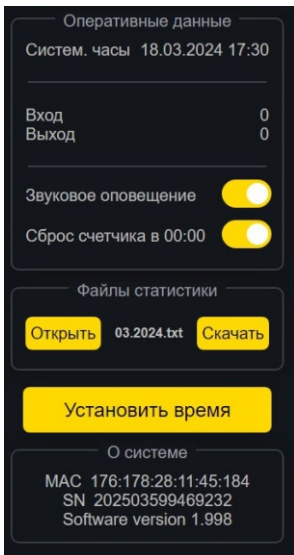 Оперативные данные
Систем. часы 18.03.2024 17:30
Вход 0
Выход 0
Звуковое оповещение
Сброс счетчика в 00:00
Файлы статистики
Открыть 03.2024.txt Скачать
Установить время
О системе
MAC 176:178:28:11:45:184
SN 202503599469232
Software version 1.998